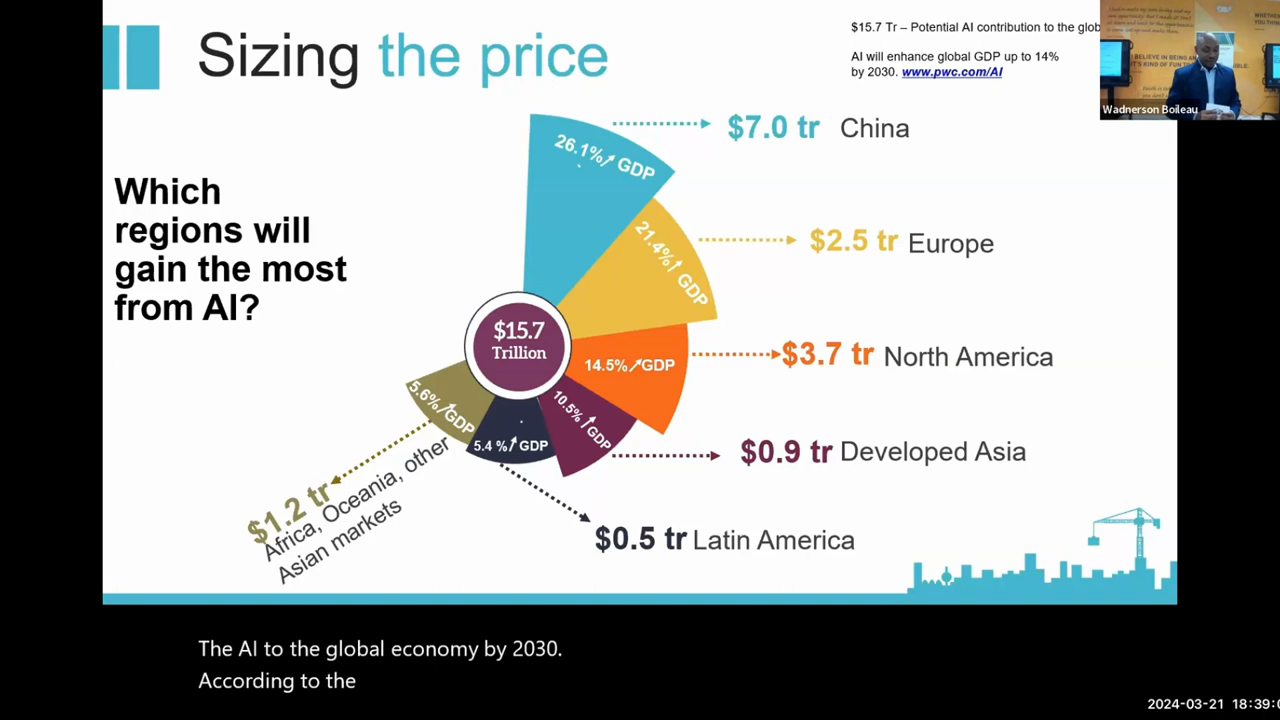 Sizing the price
$15.7 Tr – Potential AI contribution to the glob
AI will enhance global GDP up to 14%
by 2030. www.pwc.com/AI
Wadnerson Boileau
Which
regions will
gain the most
from AI?
$15.7
Trillion
26.1% GDP
$7.0 tr China
21.4% GDP
$2.5 tr Europe
14.5% GDP
$3.7 tr North America
10.5% GDP
$0.9 tr Developed Asia
5.4 % GDP
$0.5 tr Latin America
5.6% GDP
$1.2 tr
Africa, Oceania, other
Asian markets
The AI to the global economy by 2030.
According to the
2024-03-21 18:39:0